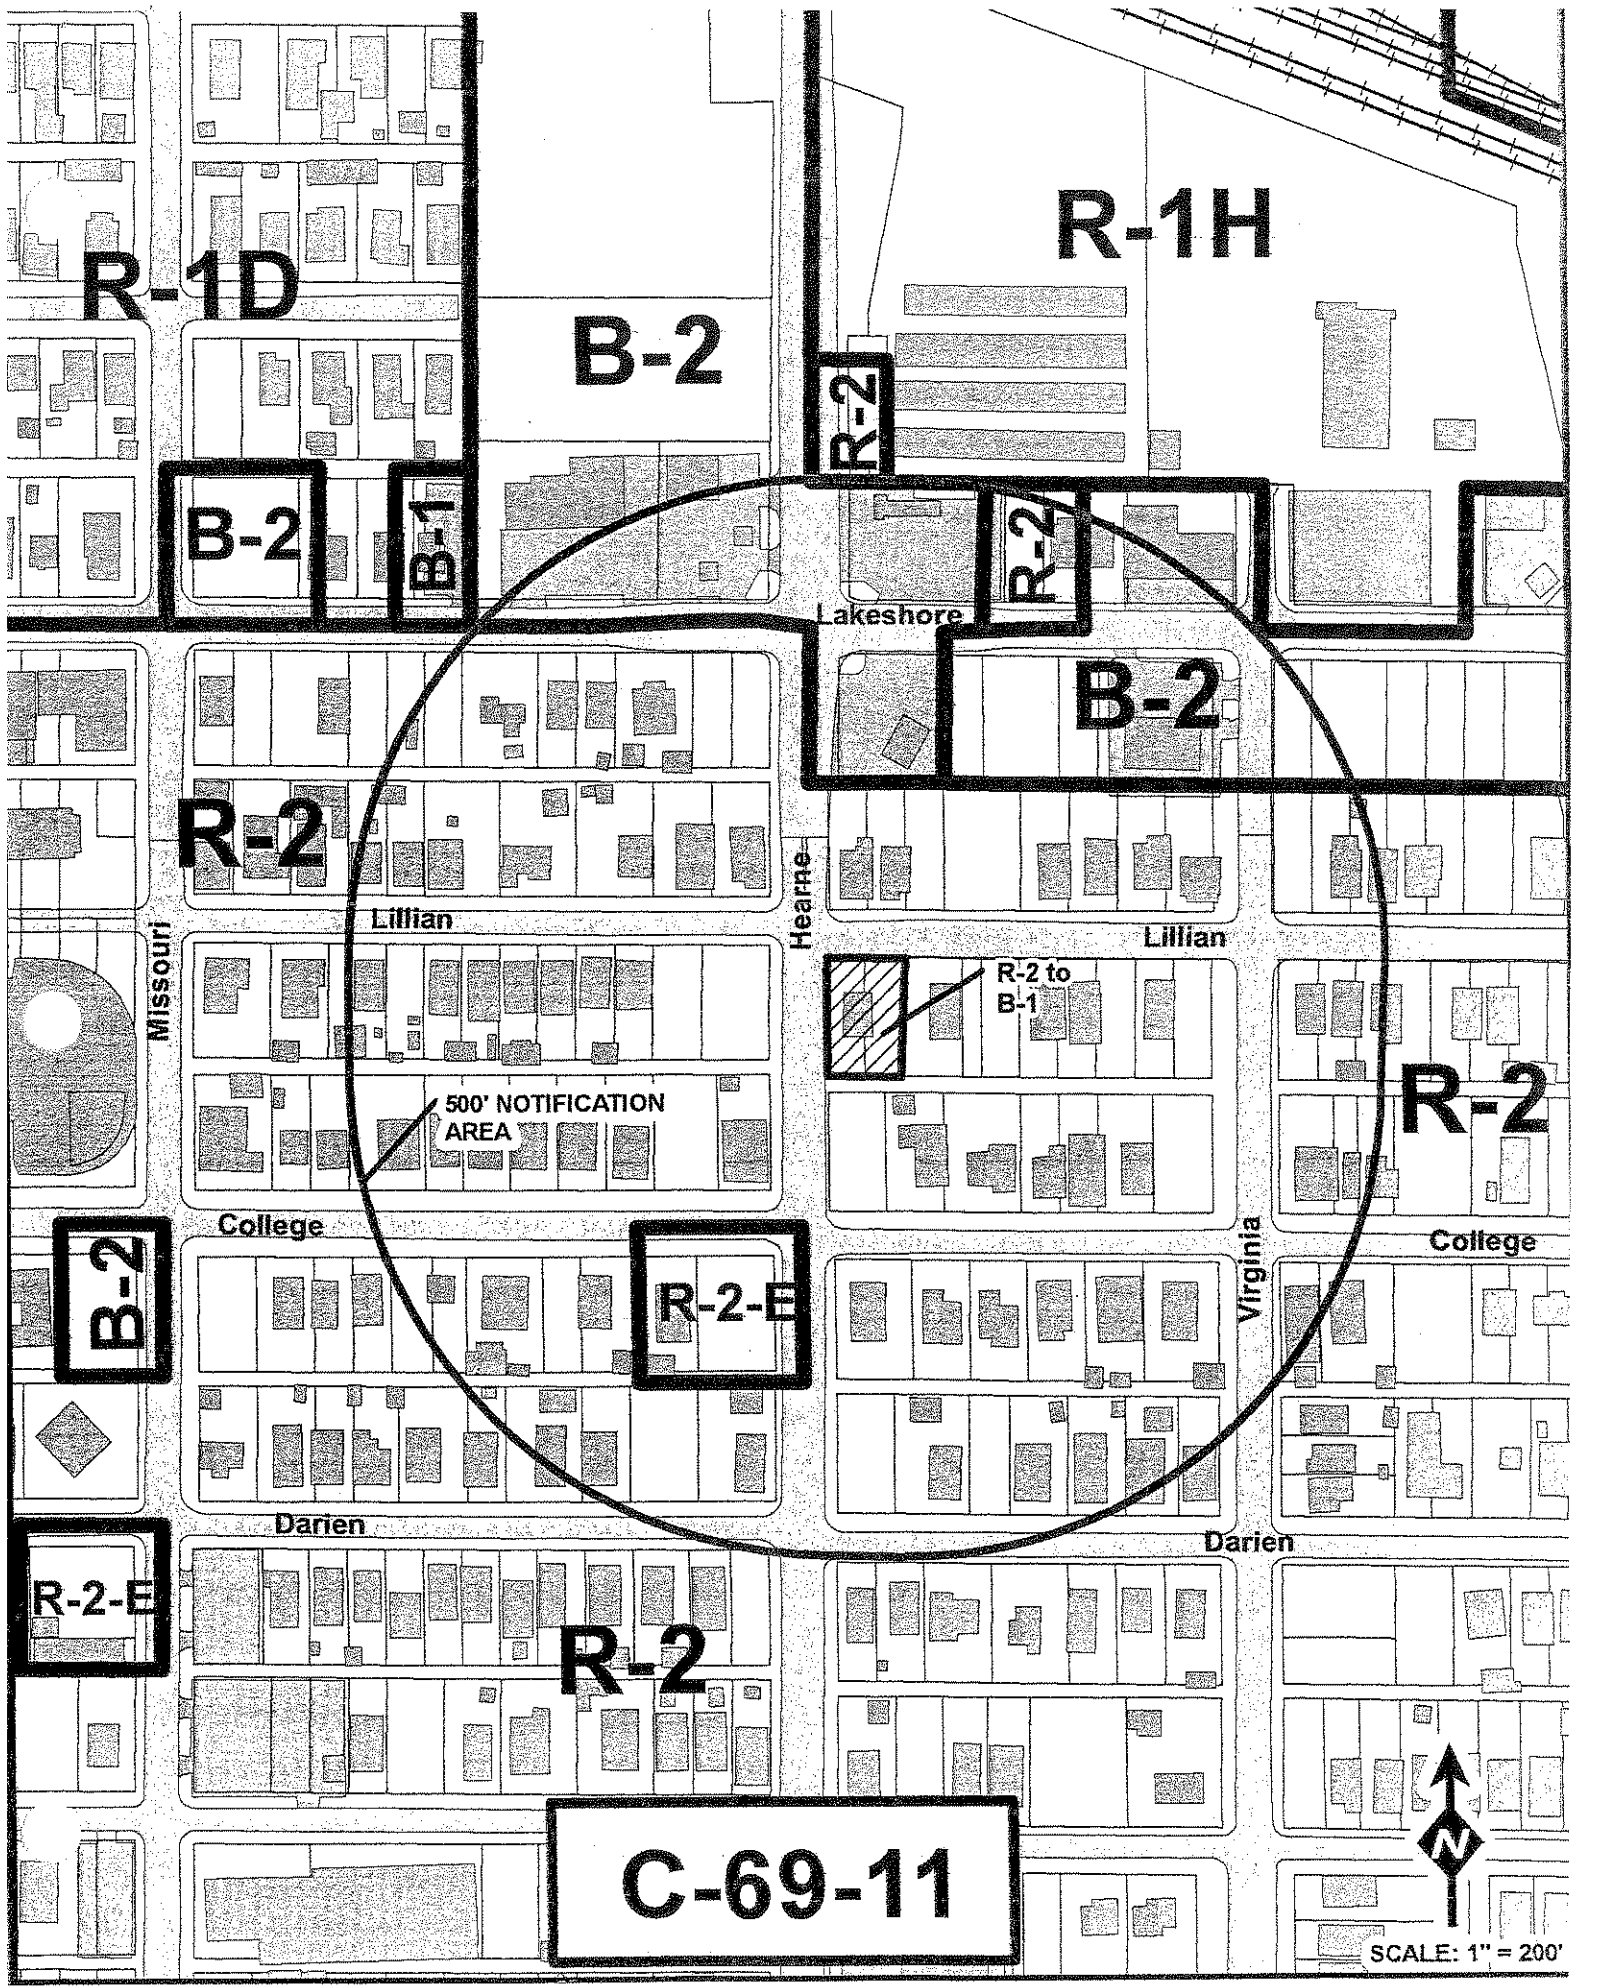 R-1H
R-1D
B-2
R-2
B-2
B-1
R-2
Lakeshore
B-2
R-2
Hearne
Lillian
Missouri
Lillian
R-2 to
B-1
R-2
500' NOTIFICATION
AREA
College
Virginia
College
B-2
R-2-E
Darien
Darien
R-2-E
R-2
C-69-11
N
SCALE: 1" = 200'